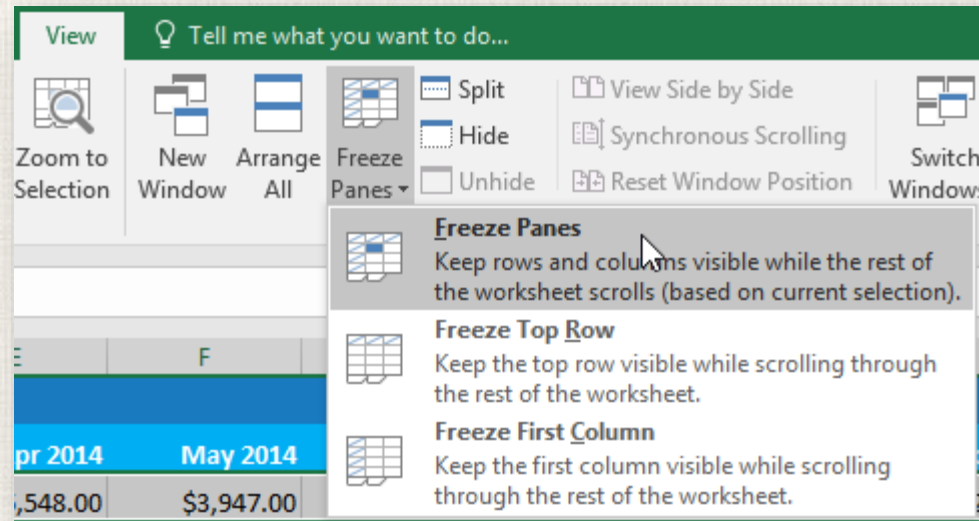 View
Tell me what you want to do...
Zoom to
Selection
New
Window
Arrange
All
Freeze
Panes
Split
Hide
Unhide
View Side by Side
Synchronous Scrolling
Reset Window Position
Switch
Windows
Freeze Panes
Keep rows and columns visible while the rest of
the worksheet scrolls (based on current selection).
Freeze Top Row
Keep the top row visible while scrolling through
the rest of the worksheet.
Freeze First Column
Keep the first column visible while scrolling
through the rest of the worksheet.
E
F
pr 2014
May 2014
,548.00
$3,947.00